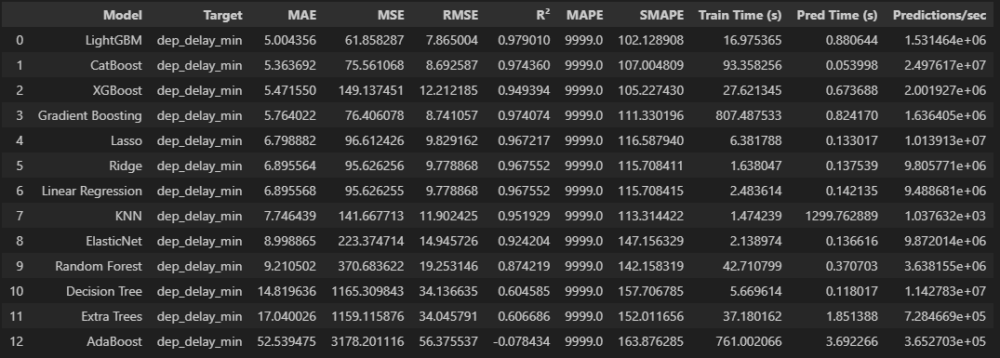 Model Target MAE MSE RMSE R² MAPE SMAPE Train Time (s) Pred Time (s) Predictions/sec
0 LightGBM dep_delay_min 5.004356 61.858287 7.865004 0.979010 9999.0 102.128908 16.975365 0.880644 1.531464e+06
1 CatBoost dep_delay_min 5.363692 75.561068 8.692587 0.974360 9999.0 107.004809 93.358256 0.053998 2.497617e+07
2 XGBoost dep_delay_min 5.471550 149.137451 12.212185 0.949394 9999.0 105.227430 27.621345 0.673688 2.001927e+06
3 Gradient Boosting dep_delay_min 5.764022 76.406078 8.741057 0.974074 9999.0 111.330196 807.487533 0.824170 1.636405e+06
4 Lasso dep_delay_min 6.798882 96.612426 9.829162 0.967217 9999.0 116.587940 6.381788 0.133017 1.013913e+07
5 Ridge dep_delay_min 6.895564 95.626256 9.778868 0.967552 9999.0 115.708411 1.638047 0.137539 9.805771e+06
6 Linear Regression dep_delay_min 6.895568 95.626255 9.778868 0.967552 9999.0 115.708415 2.483614 0.142135 9.488681e+06
7 KNN dep_delay_min 7.746439 141.667713 11.902425 0.951929 9999.0 113.314422 1.474239 1299.762889 1.037632e+03
8 ElasticNet dep_delay_min 8.998865 223.374714 14.945726 0.924204 9999.0 147.156329 2.138974 0.136616 9.872014e+06
9 Random Forest dep_delay_min 9.210502 370.683622 19.253146 0.874219 9999.0 142.158319 42.710799 0.370703 3.638155e+06
10 Decision Tree dep_delay_min 14.819636 1165.309843 34.136635 0.604585 9999.0 157.706785 5.669614 0.118017 1.142783e+07
11 Extra Trees dep_delay_min 17.040026 1159.115876 34.045791 0.606686 9999.0 152.011656 37.180162 1.851388 7.284669e+05
12 AdaBoost dep_delay_min 52.539475 3178.201116 56.375537 -0.078434 9999.0 163.876285 761.002066 3.692266 3.652703e+05